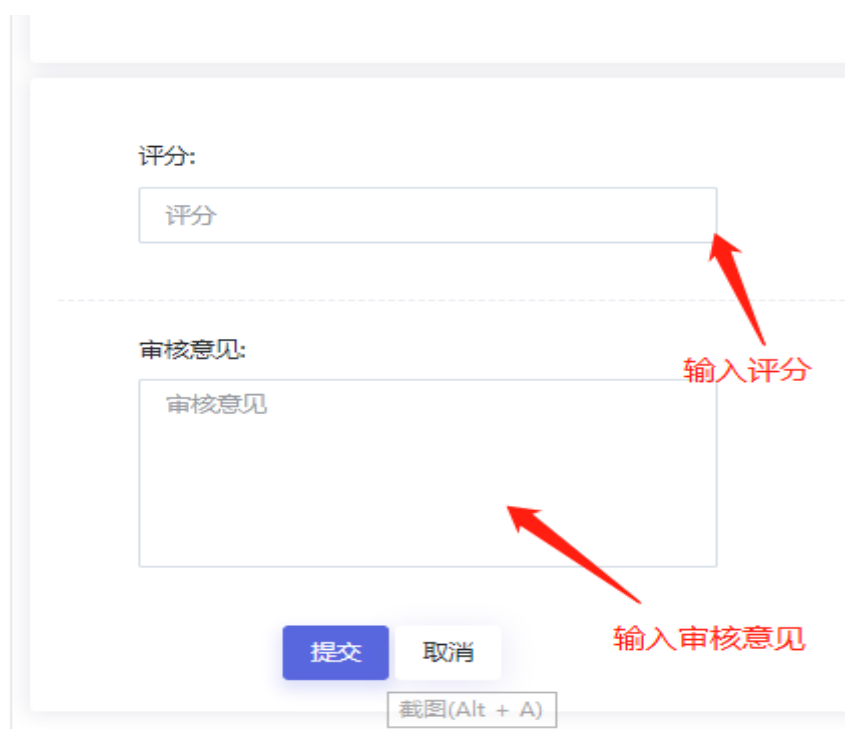 评分:
评分
输入评分
审核意见:
审核意见
输入审核意见
提交
取消
截图(Alt + A)